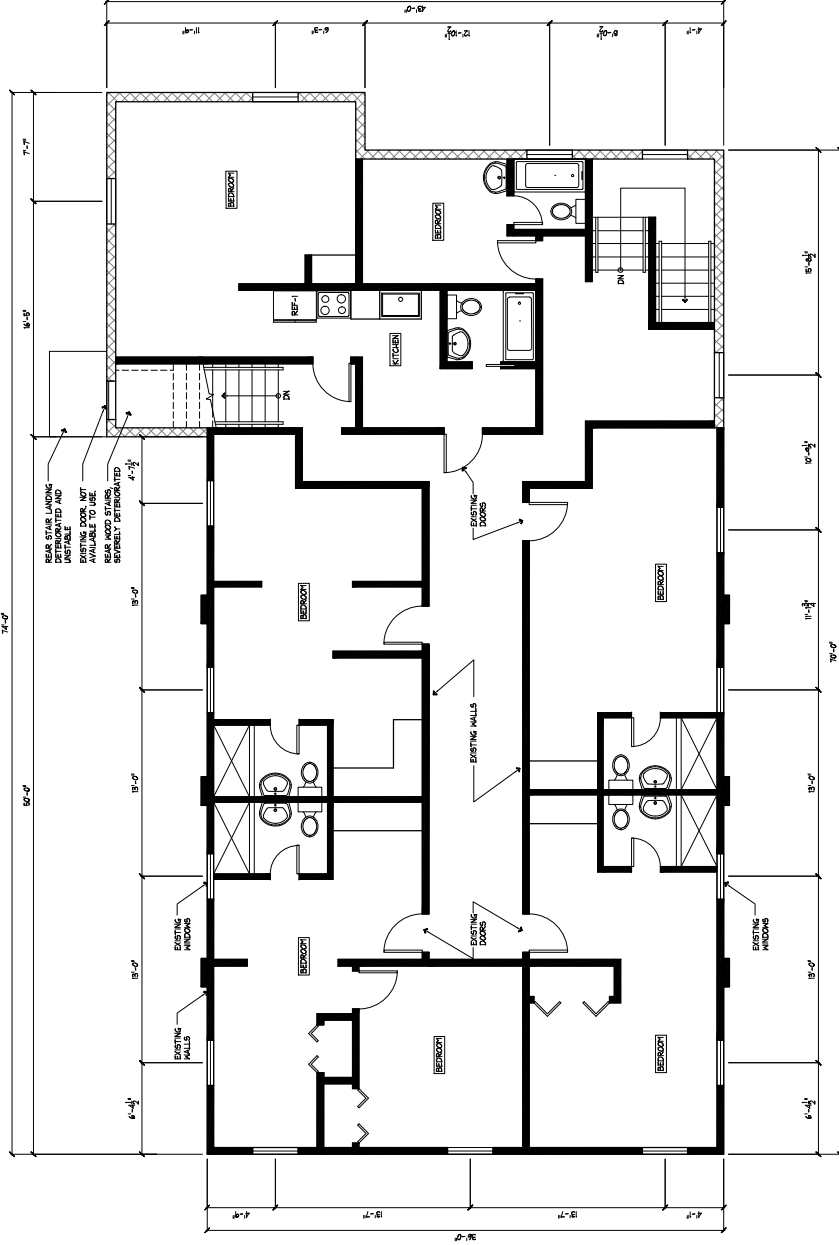 43'-0"
11'-9"
6'-3"
12'-10½"
8'-0½"
4'-1"
7'-7"
16'-5"
74'-0"
50'-0"
BEDROOM
BEDROOM
REF-1
KITCHEN
DN
DN
15'-8½"
10'-9½"
11'-1¾"
70'-0"
13'-0"
13'-0"
6'-4½"
REAR STAIR LANDING
DETERIORATED AND
UNSTABLE
EXISTING DOOR, NOT
AVAILABLE TO USE.
REAR WOOD STAIRS,
SEVERELY DETERIORATED
4'-7½"
13'-0"
13'-0"
13'-0"
6'-4½"
EXISTING
DOORS
BEDROOM
BEDROOM
EXISTING WALLS
EXISTING
WINDOWS
EXISTING
WALLS
BEDROOM
EXISTING
DOORS
EXISTING
WINDOWS
BEDROOM
BEDROOM
4'-9"
13'-7"
13'-7"
4'-1"
36'-0"